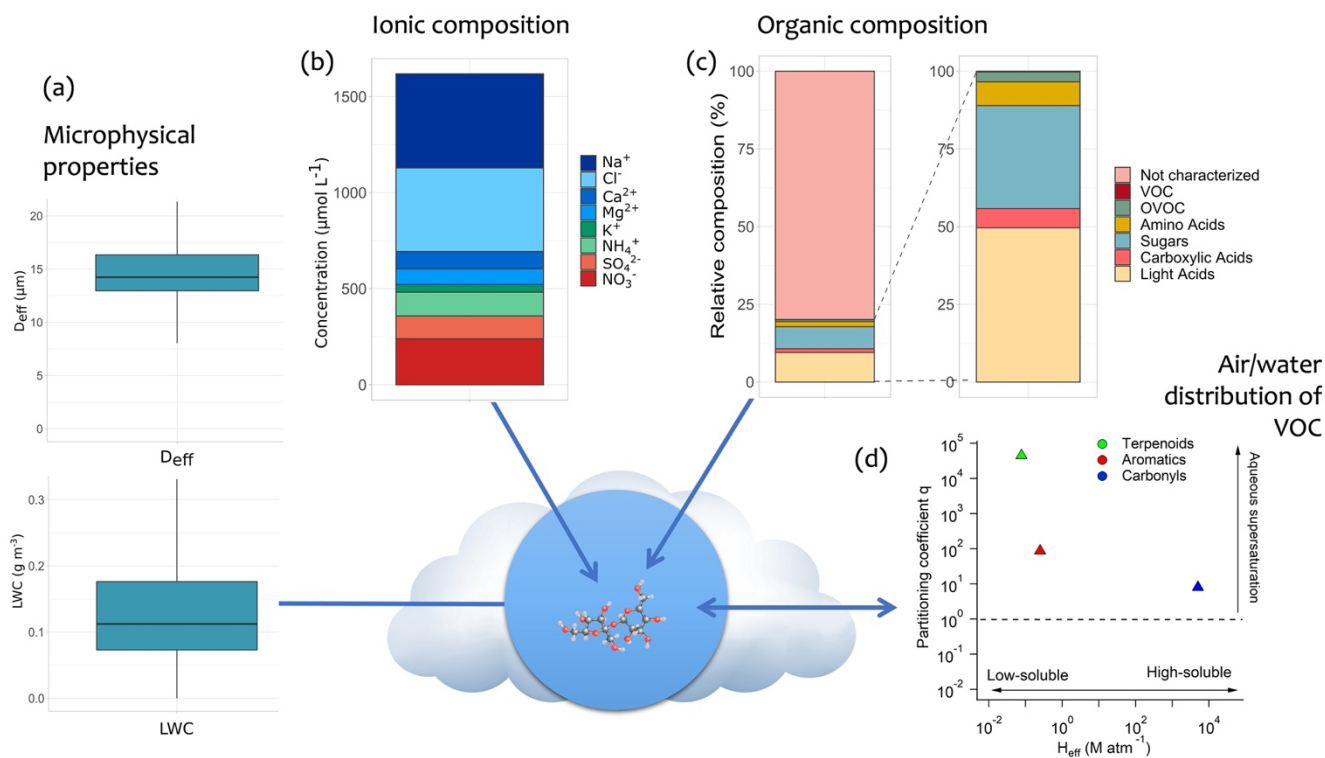 Ionic composition
Organic composition
(a)
Microphysical
properties
20
15
10
5
0
Deff (µm)
Deff
0.3
0.2
0.1
0.0
LWC (g m⁻³)
LWC
(b)
1500
1000
500
0
Concentration (µmol L⁻¹)
Na⁺
Cl⁻
Ca²⁺
Mg²⁺
K⁺
NH₄⁺
SO₄²⁻
NO₃⁻
(c)
100
75
50
25
0
Relative composition (%)
100
75
50
25
0
Not characterized
VOC
OVOC
Amino Acids
Sugars
Carboxylic Acids
Light Acids
Air/water
distribution of
VOC
(d)
Terpenoids
Aromatics
Carbonyls
10⁵
10⁴
10³
10²
10¹
10⁰
10⁻¹
10⁻²
Partitioning coefficient q
Aqueous supersaturation
Low-soluble
High-soluble
10⁻²
10⁰
10²
10⁴
Heff (M atm⁻¹)